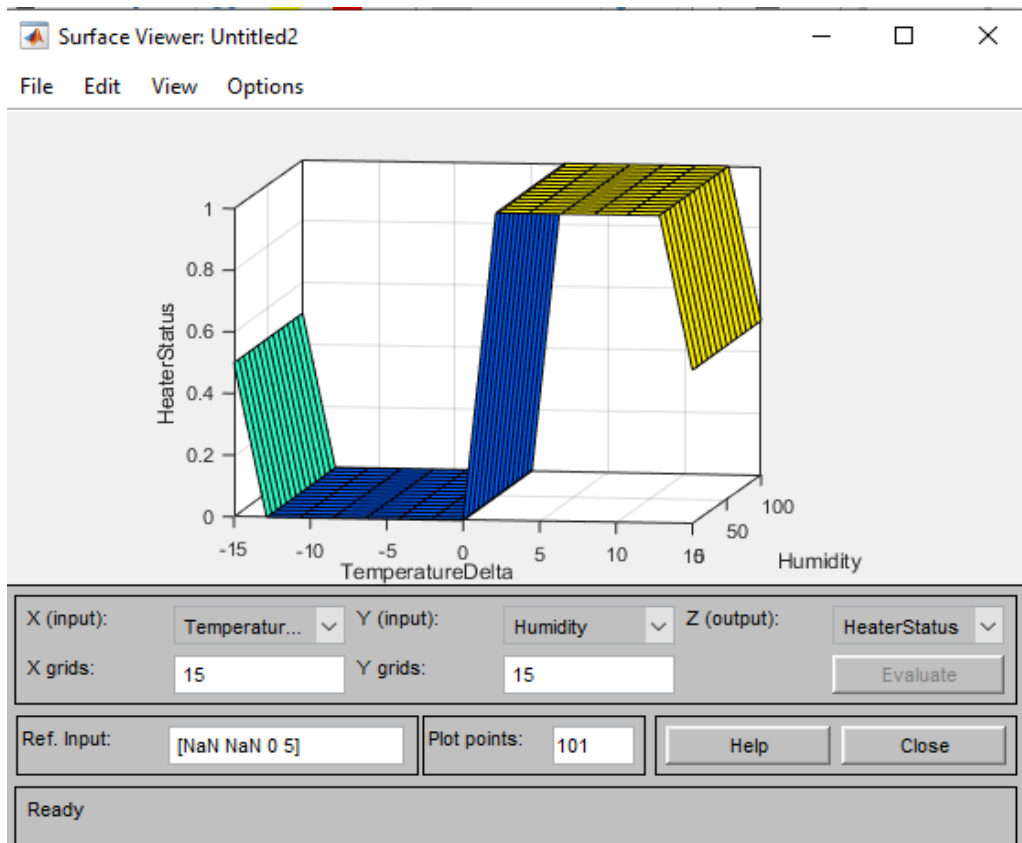 Surface Viewer: Untitled2
File Edit View Options
1
0.8
0.6
0.4
0.2
0
HeaterStatus
-15 -10 -5 0 5 10 15
TemperatureDelta
0 50 100
Humidity
X (input): Temperatur... Y (input): Humidity Z (output): HeaterStatus
X grids: 15 Y grids: 15 Evaluate
Ref. Input: [NaN NaN 0 5] Plot points: 101 Help Close
Ready